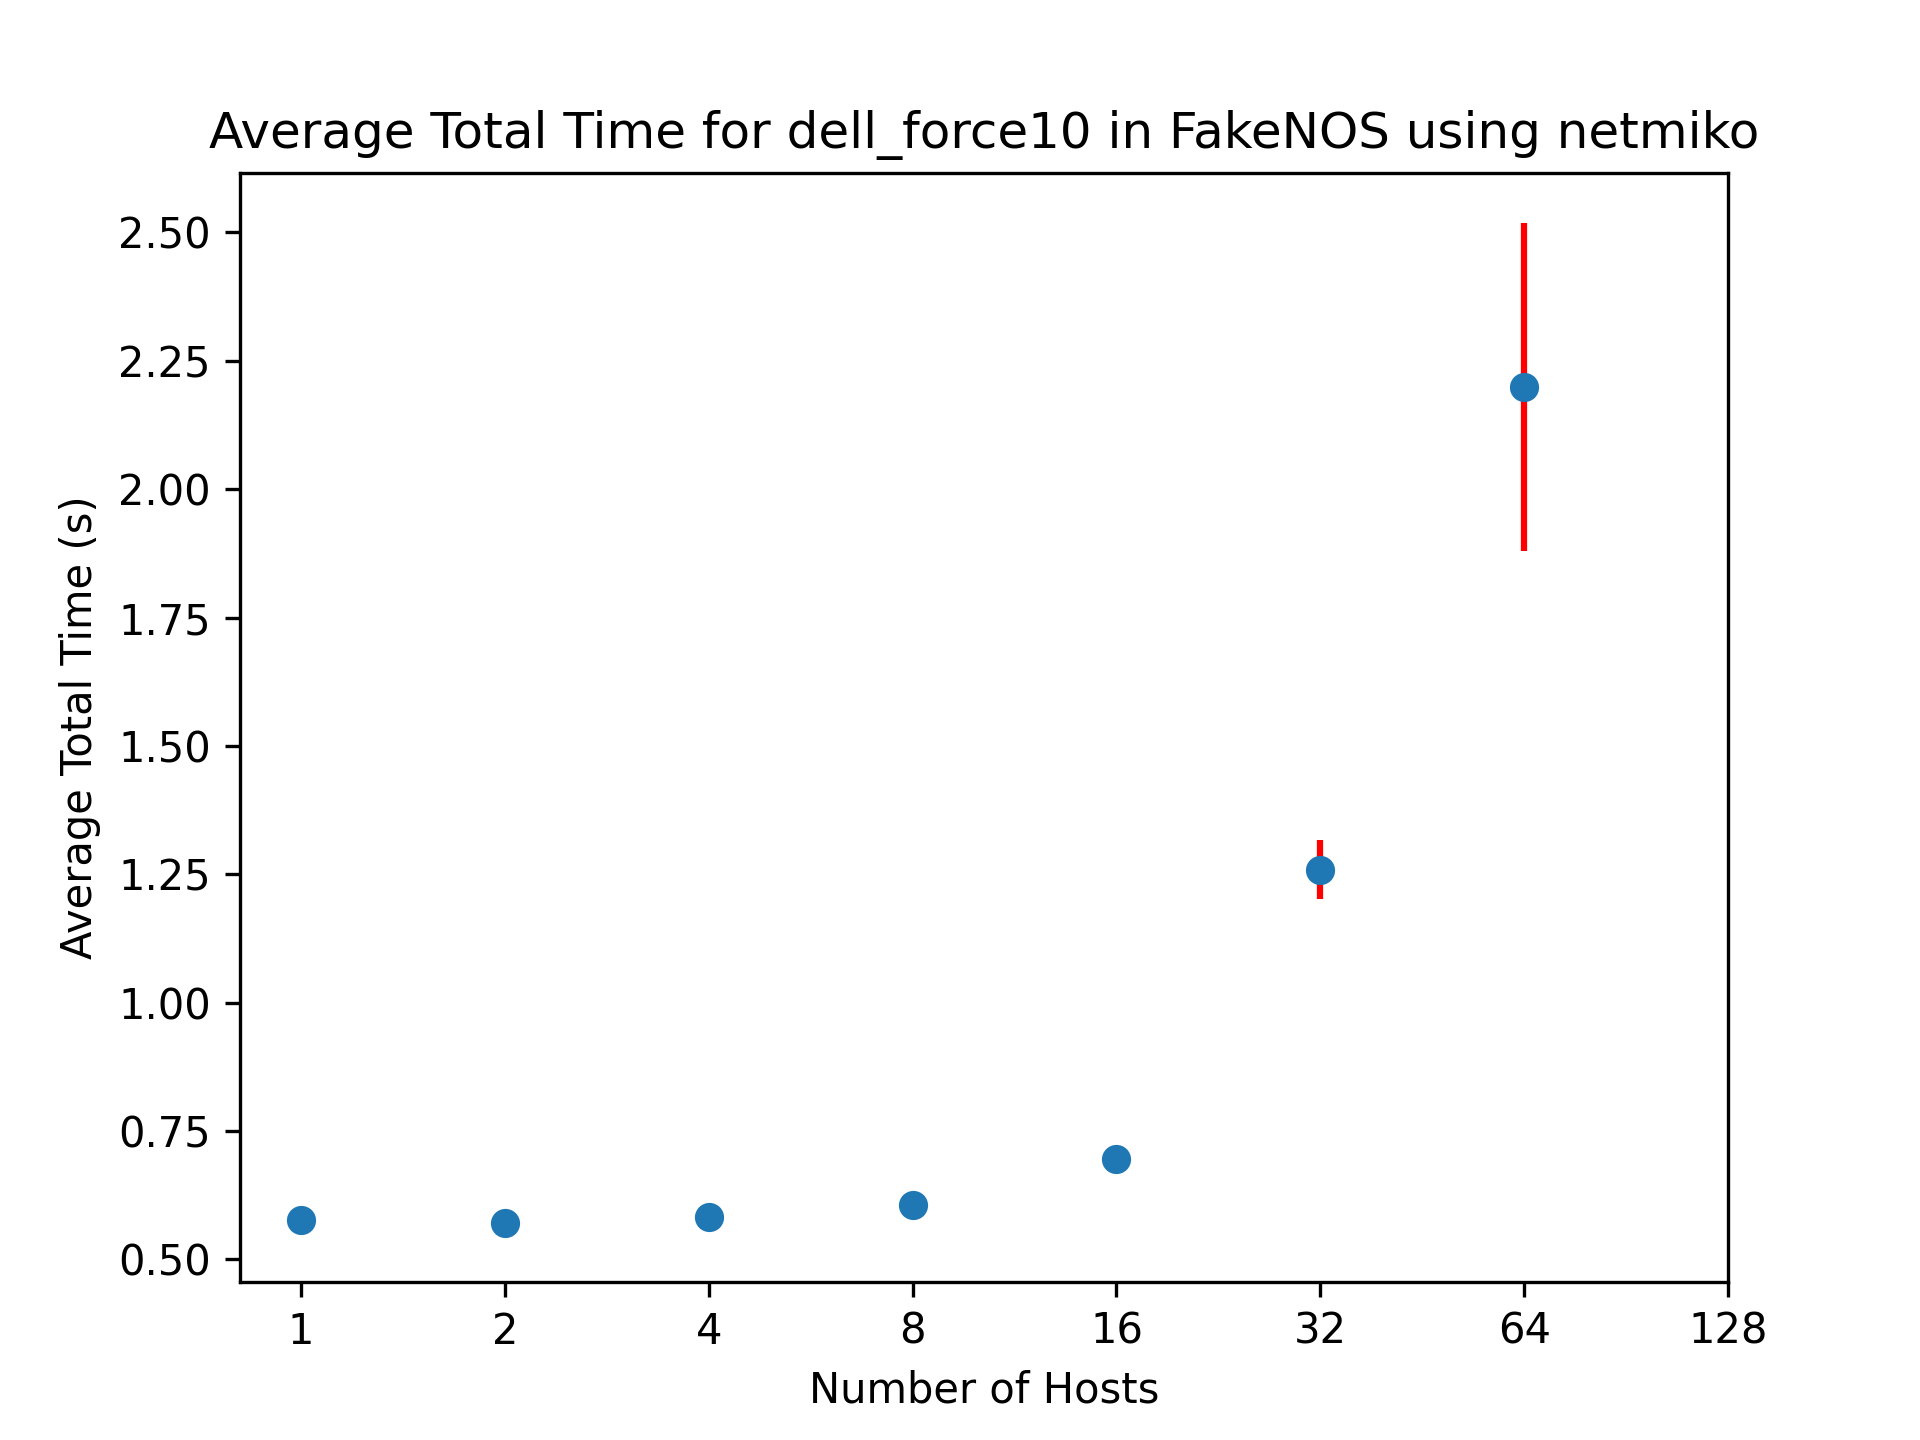 Average Total Time for dell_force10 in FakeNOS using netmiko
2.50
2.25
2.00
1.75
1.50
1.25
1.00
0.75
0.50
Average Total Time (s)
1 2 4 8 16 32 64 128
Number of Hosts